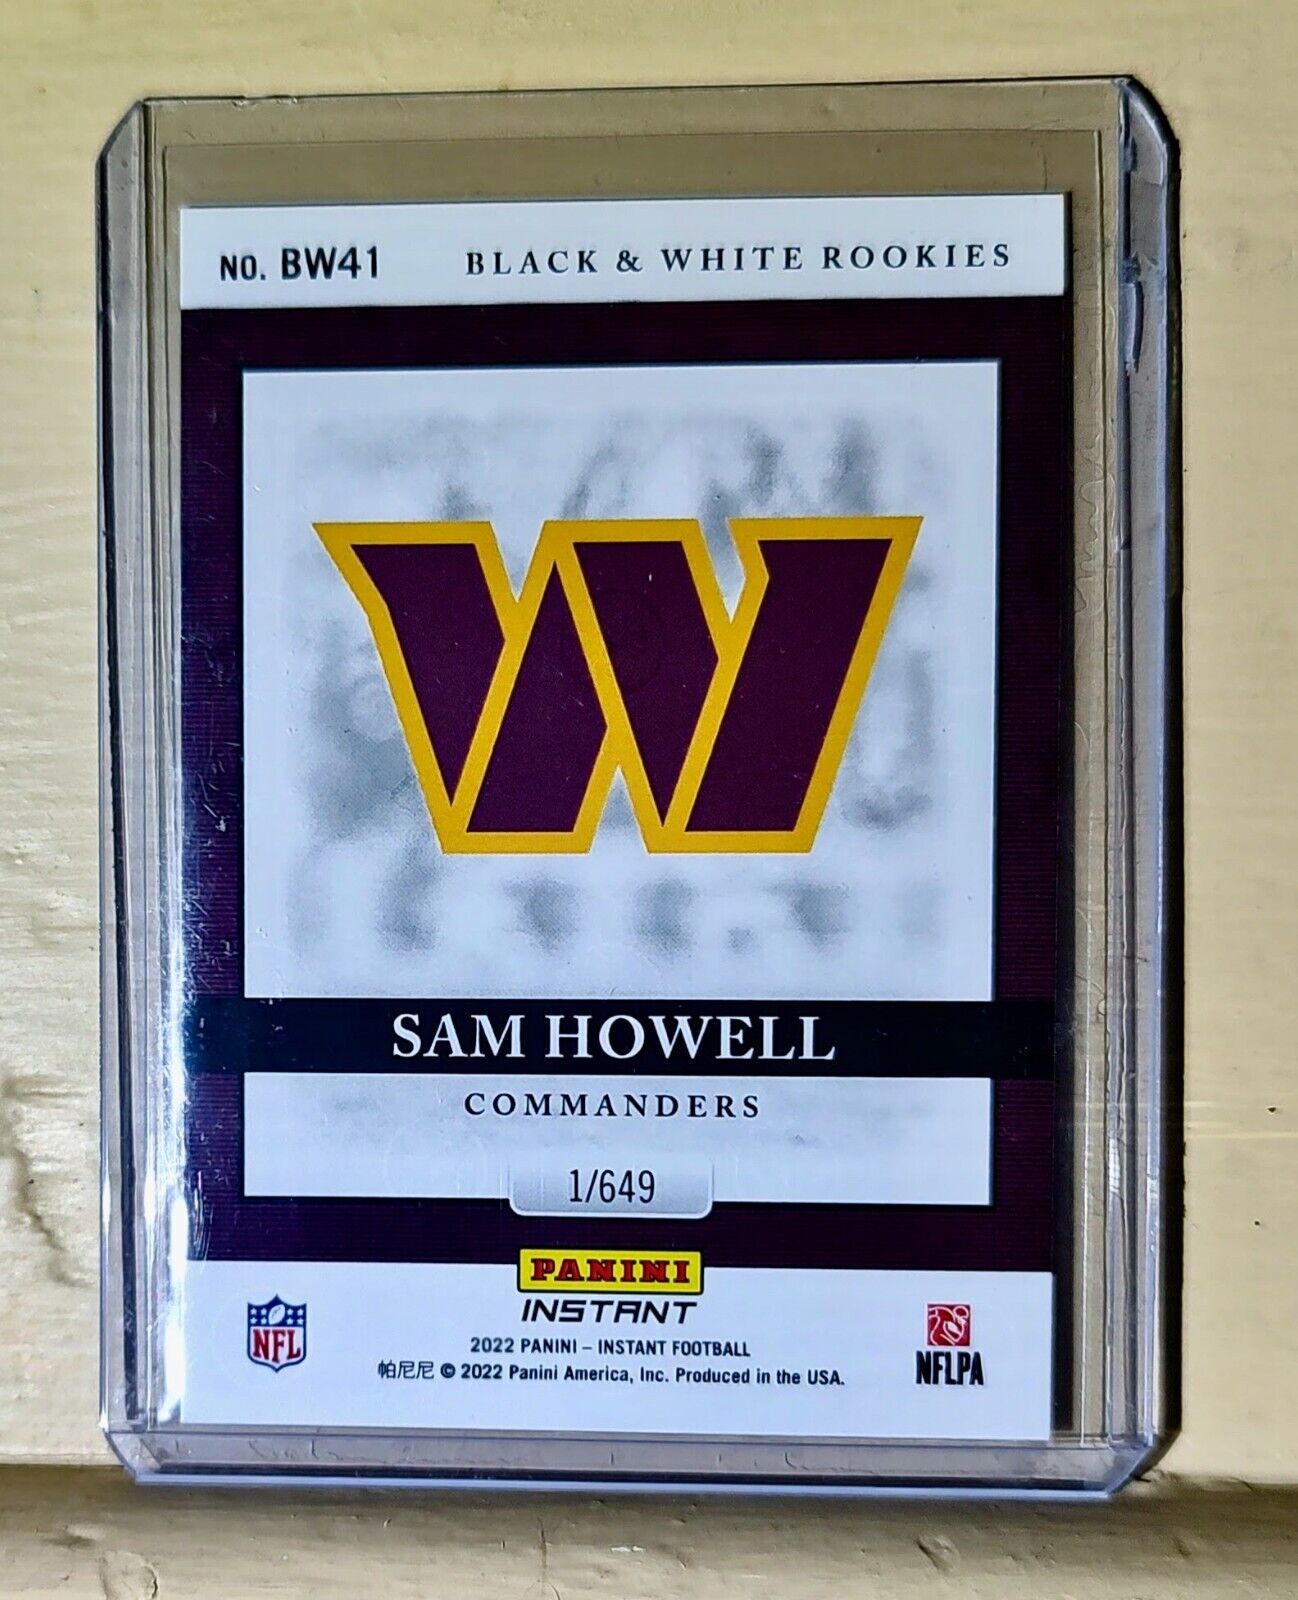 NO. BW41 BLACK & WHITE ROOKIES
W
SAM HOWELL
COMMANDERS
1/649
PANINI
INSTANT
NFL
NFLPA
2022 PANINI – INSTANT FOOTBALL
帕尼尼 © 2022 Panini America, Inc. Produced in the USA.